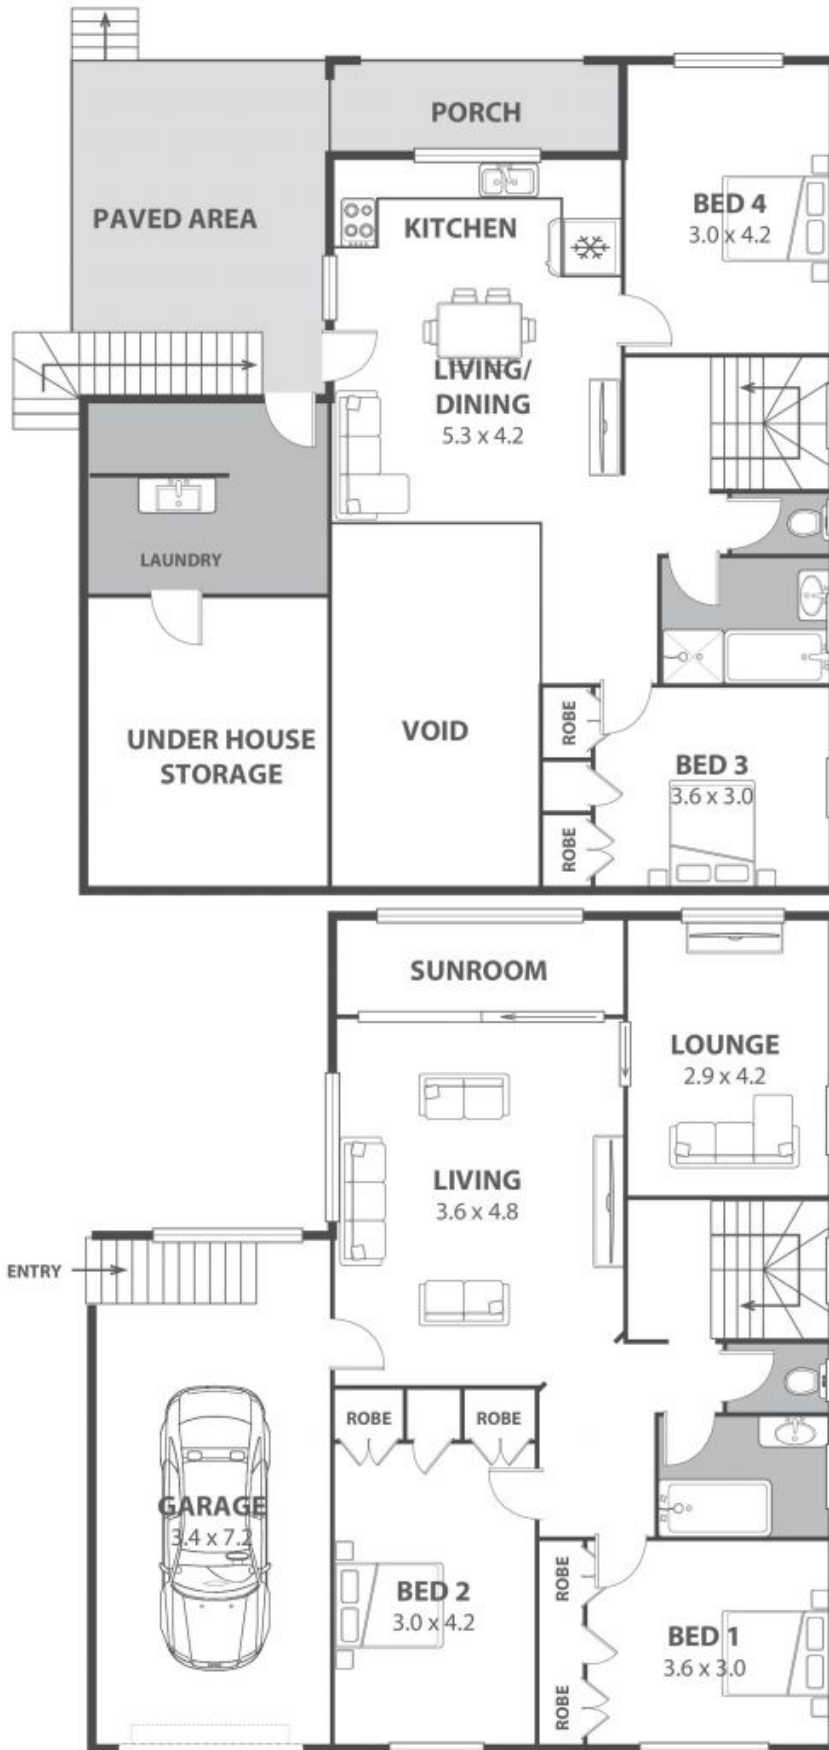 PORCH
PAVED AREA
KITCHEN
BED 4
3.0 x 4.2
LIVING/
DINING
5.3 x 4.2
LAUNDRY
UNDER HOUSE
STORAGE
VOID
ROBE
BED 3
3.6 x 3.0
ROBE
SUNROOM
LOUNGE
2.9 x 4.2
LIVING
3.6 x 4.8
ENTRY
ROBE
ROBE
GARAGE
3.4 x 7.2
BED 2
3.0 x 4.2
ROBE
BED 1
3.6 x 3.0
ROBE